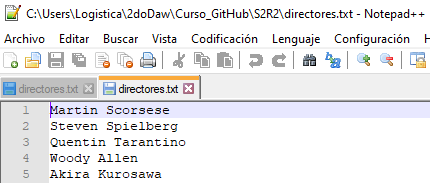 C:\Users\Logistica\2doDaw\Curso_GitHub\S2R2\directores.txt - Notepad++
Archivo Editar Buscar Vista Codificación Lenguaje Configuración H
directores.txt directores.txt
1 Martin Scorsese
2 Steven Spielberg
3 Quentin Tarantino
4 Woody Allen
5 Akira Kurosawa